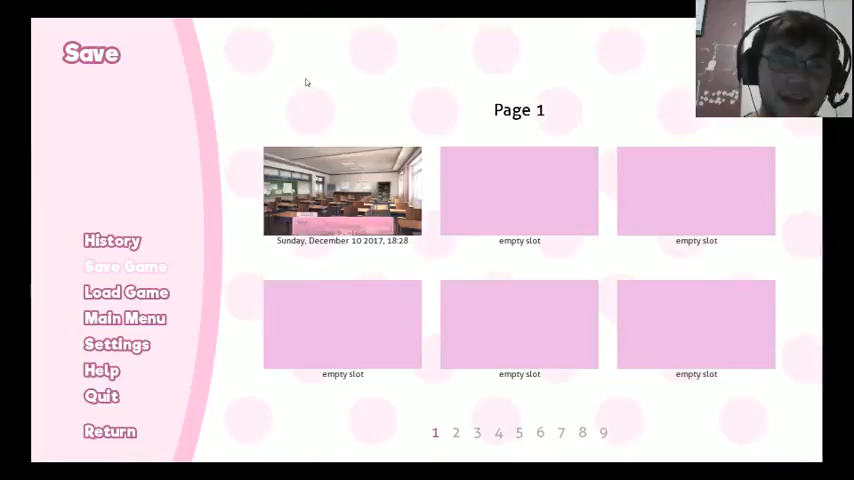 Save
Page 1
Sunday, December 10 2017, 18:28
empty slot
empty slot
History
Save Game
Load Game
Main Menu
Settings
Help
Quit
Return
empty slot
empty slot
empty slot
1 2 3 4 5 6 7 8 9